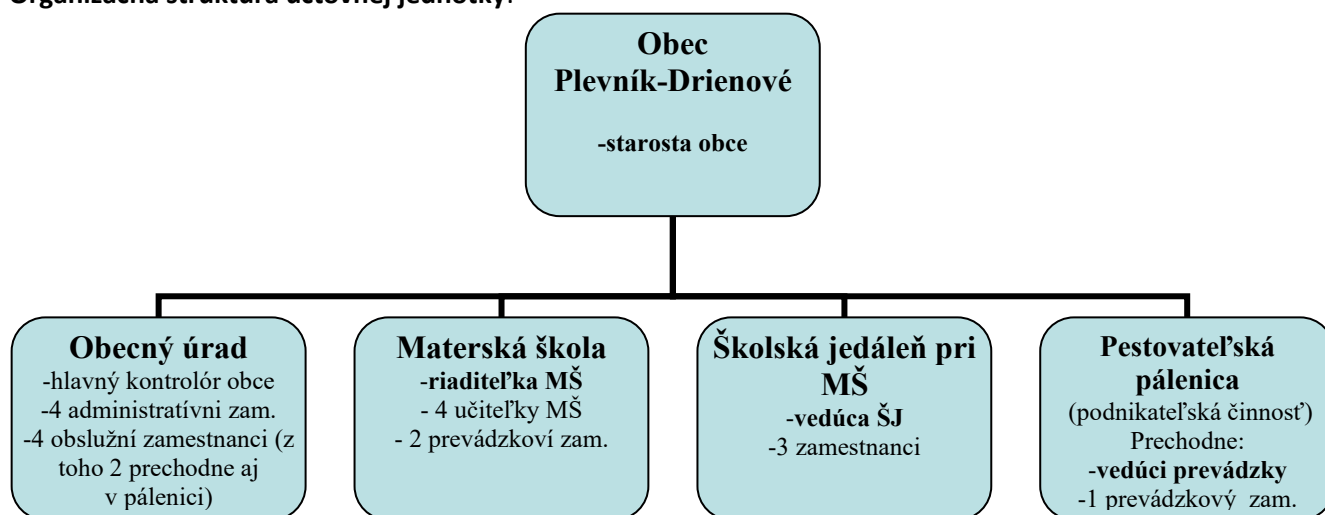 Organizačná štruktúra účtovnej jednotky:
Obec
Plevník-Drienové
-starosta obce
Obecný úrad
-hlavný kontrolór obce
-4 administratívni zam.
-4 obslužní zamestnanci (z
toho 2 prechodne aj
v pálenici)
Materská škola
-riaditeľka MŠ
- 4 učiteľky MŠ
- 2 prevádzkoví zam.
Školská jedáleň pri
MŠ
-vedúca ŠJ
-3 zamestnanci
Pestovateľská
pálenica
(podnikateľská činnosť)
Prechodne:
-vedúci prevádzky
-1 prevádzkový zam.